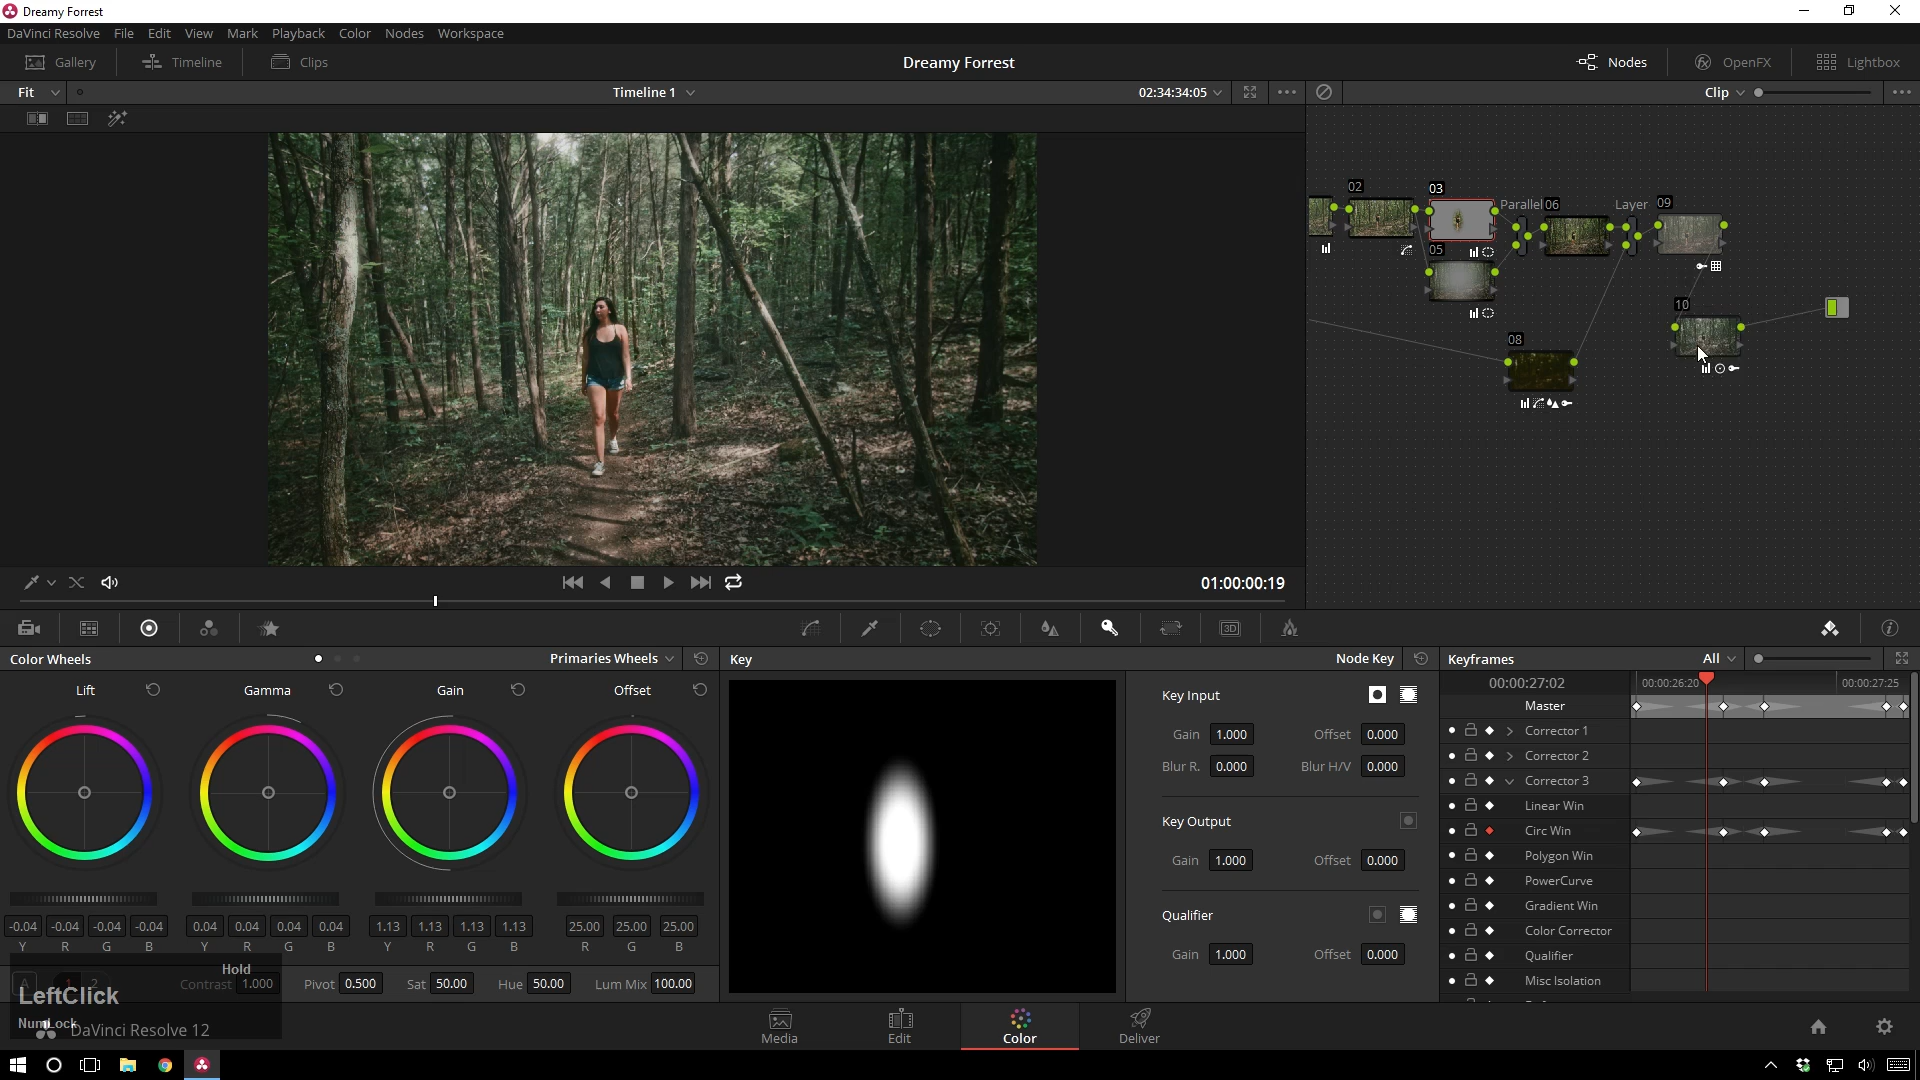 Dreamy Forrest
DaVinci Resolve File Edit View Mark Playback Color Nodes Workspace
Gallery Timeline Clips Dreamy Forrest Nodes OpenFX Lightbox
Fit Timeline 1 02:34:34:05 Clip
02 03 Parallel 06 Layer 09
05
10
08
01:00:00:19
3D
Color Wheels Primaries Wheels Key Node Key Keyframes All
Lift Gamma Gain Offset
Key Input
Gain 1.000 Offset 0.000
Blur R. 0.000 Blur H/V 0.000
Key Output
Gain 1.000 Offset 0.000
Qualifier
Gain 1.000 Offset 0.000
00:00:27:02 00:00:26:20 00:00:27:25
Master
Corrector 1
Corrector 2
Corrector 3
Linear Win
Circ Win
Polygon Win
PowerCurve
Gradient Win
Color Corrector
Qualifier
Misc Isolation
-0.04 -0.04 -0.04 -0.04 0.04 0.04 0.04 0.04 1.13 1.13 1.13 1.13 25.00 25.00 25.00
Y R G B Y R G B Y R G B R G B
Hold
A 1 2 Contrast 1.000 Pivot 0.500 Sat 50.00 Hue 50.00 Lum Mix 100.00
LeftClick
NumLock
DaVinci Resolve 12
Media Edit Color Deliver